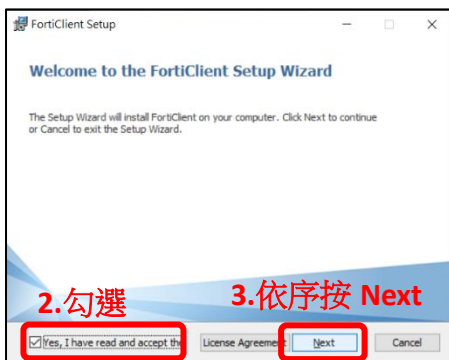 FortiClient Setup
Welcome to the FortiClient Setup Wizard
The Setup Wizard will install FortiClient on your computer. Click Next to continue
or Cancel to exit the Setup Wizard.
2.勾選
3.依序按 Next
Yes, I have read and accept the
License Agreement
Next
Cancel